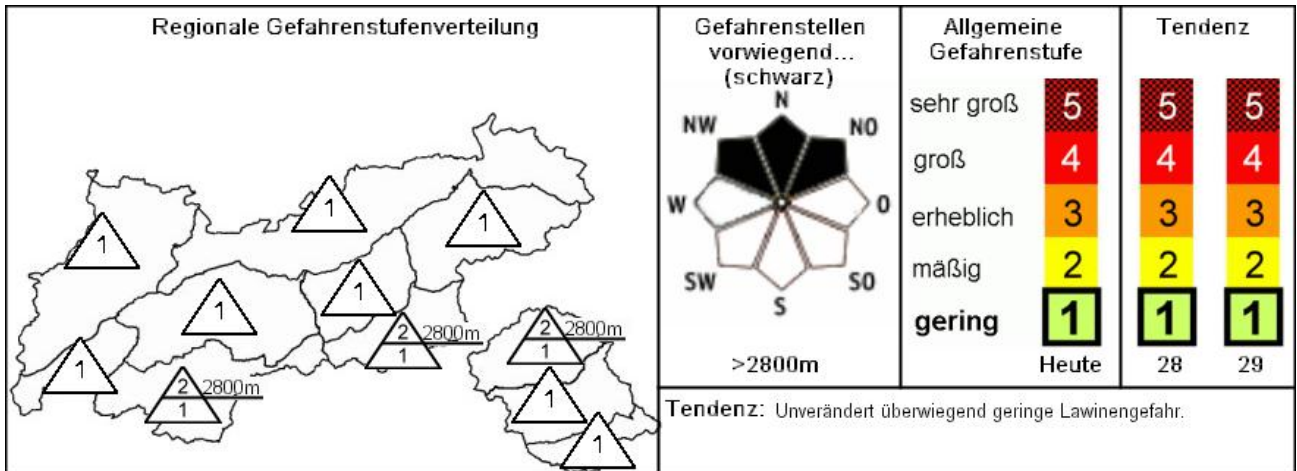 Regionale Gefahrenstufenverteilung
1
1
1
1
1
2 2800m
1
2 2800m
1
1
2 2800m
1
1
1
Gefahrenstellen
vorwiegend...
(schwarz)
N
NW NO
W O
SW SO
S
>2800m
Allgemeine
Gefahrenstufe
sehr groß 5
groß 4
erheblich 3
mäßig 2
gering 1
Heute
Tendenz
5 5
4 4
3 3
2 2
1 1
28 29
Tendenz: Unverändert überwiegend geringe Lawinengefahr.